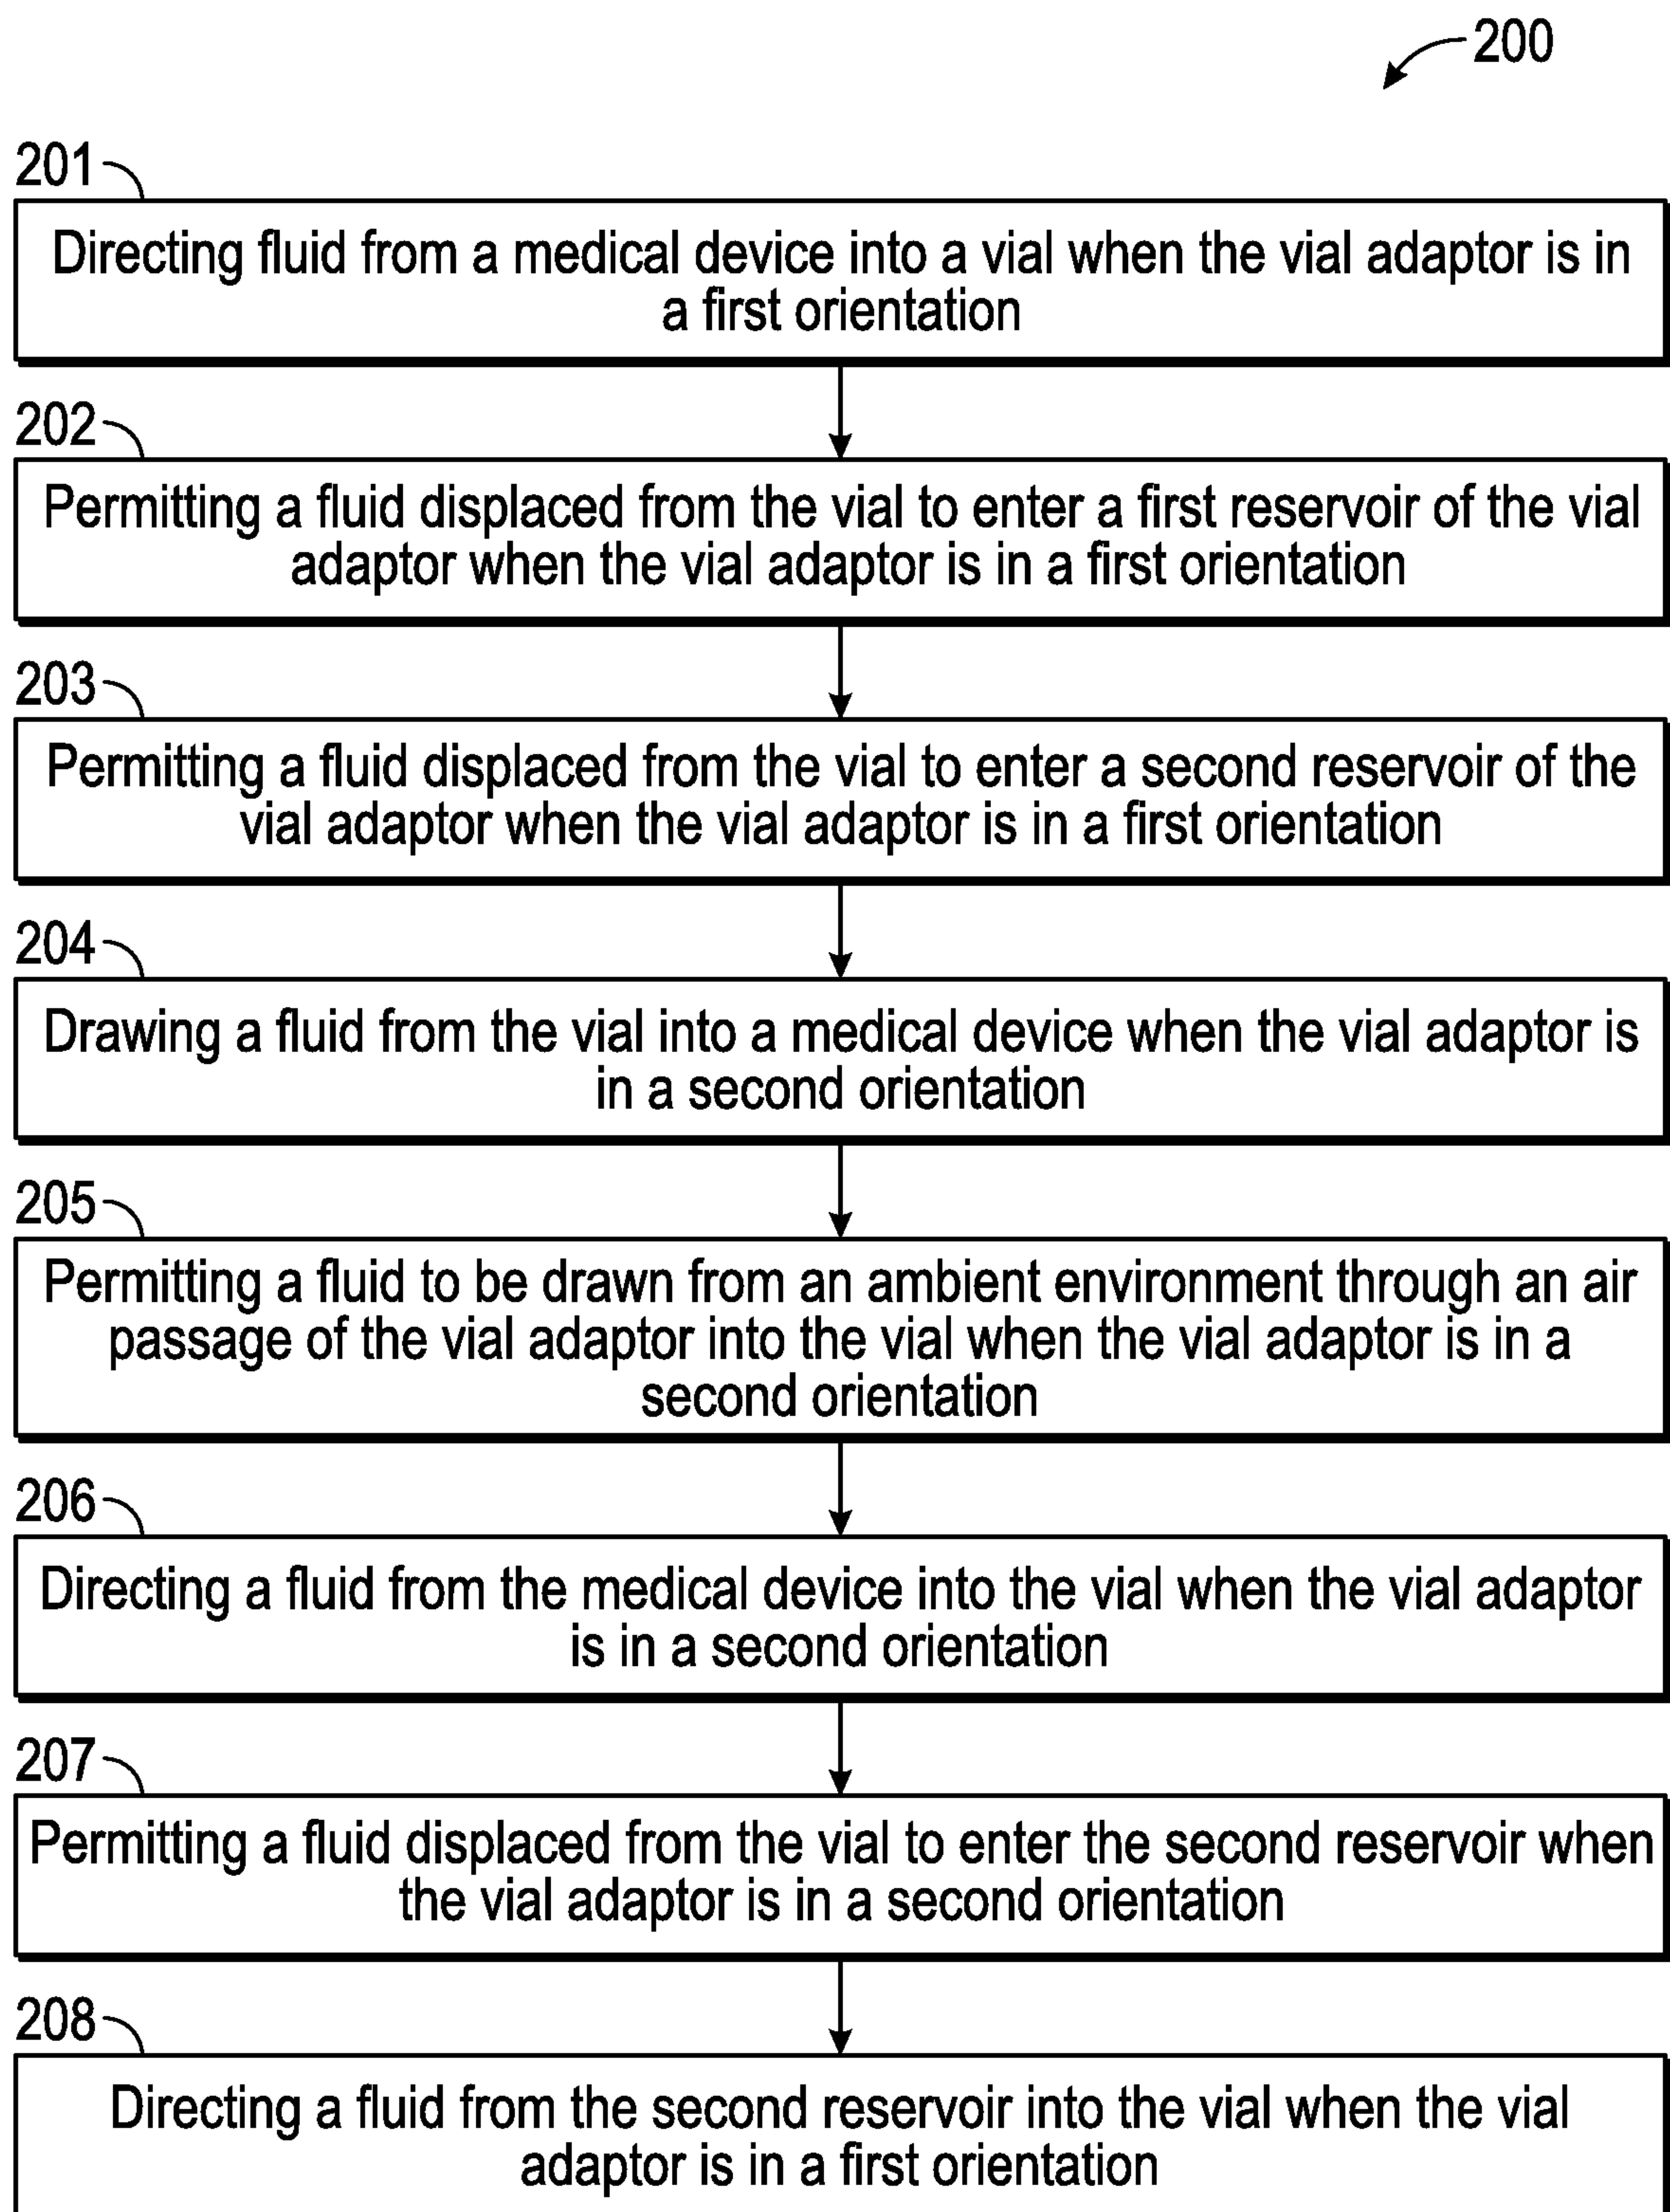 200
201
Directing fluid from a medical device into a vial when the vial adaptor is in
a first orientation
202
Permitting a fluid displaced from the vial to enter a first reservoir of the vial
adaptor when the vial adaptor is in a first orientation
203
Permitting a fluid displaced from the vial to enter a second reservoir of the
vial adaptor when the vial adaptor is in a first orientation
204
Drawing a fluid from the vial into a medical device when the vial adaptor is
in a second orientation
205
Permitting a fluid to be drawn from an ambient environment through an air
passage of the vial adaptor into the vial when the vial adaptor is in a
second orientation
206
Directing a fluid from the medical device into the vial when the vial adaptor
is in a second orientation
207
Permitting a fluid displaced from the vial to enter the second reservoir when
the vial adaptor is in a second orientation
208
Directing a fluid from the second reservoir into the vial when the vial
adaptor is in a first orientation